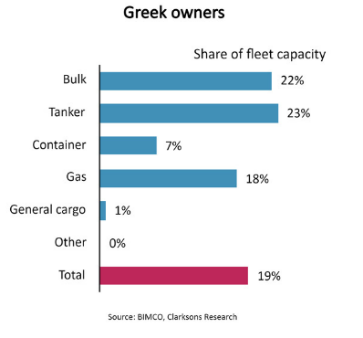 Greek owners
Share of fleet capacity
Bulk 22%
Tanker 23%
Container 7%
Gas 18%
General cargo 1%
Other 0%
Total 19%
Source: BIMCO, Clarksons Research